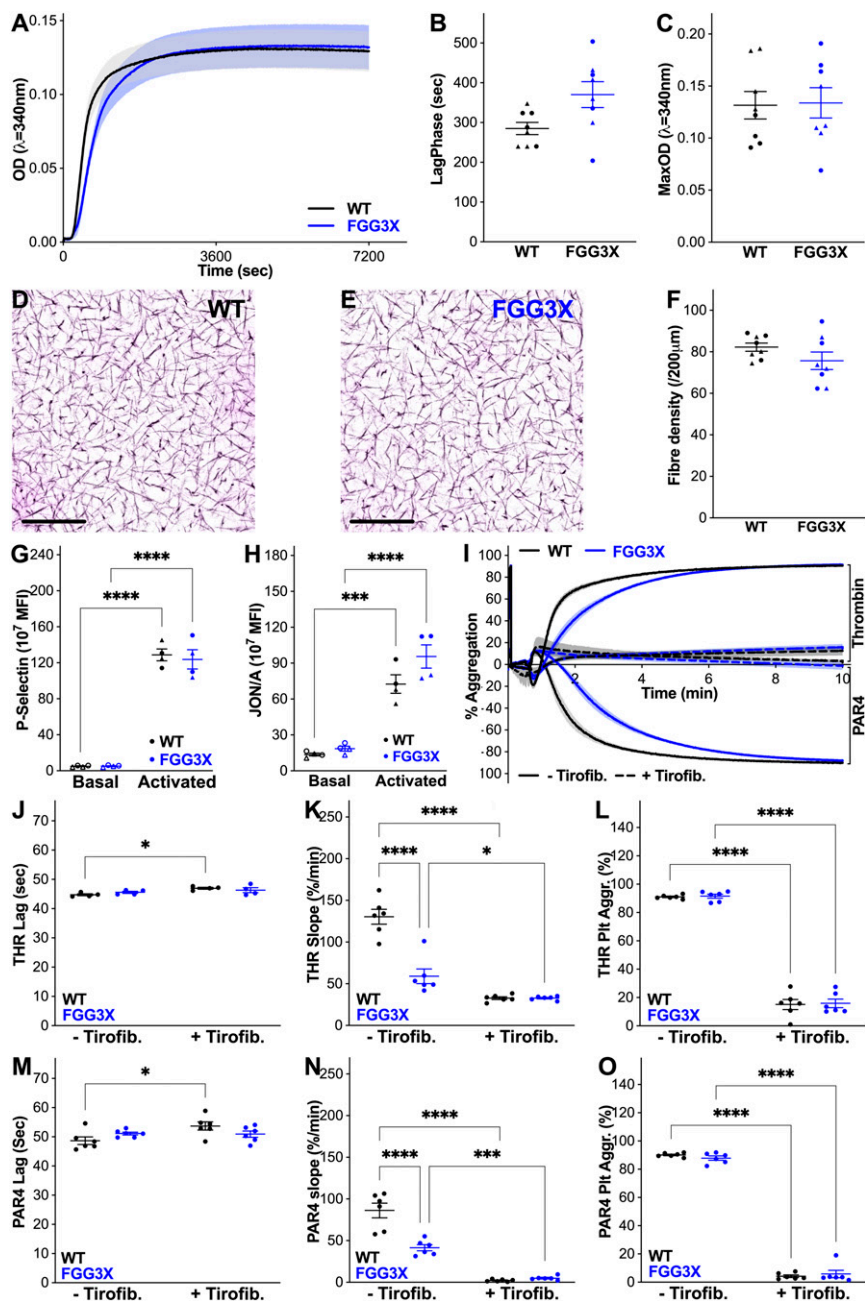 A
OD (λ=340nm)
0.15
0.10
0.05
0.00
WT
FGG3X
0
3600
7200
Time (sec)
B
LagPhase (sec)
500
400
300
200
100
0
WT
FGG3X
C
MaxOD (λ=340nm)
0.20
0.15
0.10
0.05
0.00
WT
FGG3X
D
WT
E
FGG3X
F
Fibre density (/200µm)
100
80
60
40
20
0
WT
FGG3X
G
P-Selectin (10⁷ MFI)
240
200
160
120
80
40
0
****
****
WT
FGG3X
Basal
Activated
H
JON/A (10⁷ MFI)
180
150
120
90
60
30
0
****
***
WT
FGG3X
Basal
Activated
I
WT
FGG3X
% Aggregation
100
80
60
40
20
0
-20
-40
-60
-80
100
2
4
6
8
10
Time (min)
Thrombin
PAR4
- Tirofib.
+ Tirofib.
J
THR Lag (sec)
70
60
50
40
30
20
10
0
*
WT
FGG3X
- Tirofib.
+ Tirofib.
K
THR Slope (%/min)
150
100
50
0
****
****
*
WT
FGG3X
- Tirofib.
+ Tirofib.
L
THR Plt Aggr. (%)
140
120
100
80
60
40
20
0
****
****
WT
FGG3X
- Tirofib.
+ Tirofib.
M
PAR4 Lag (Sec)
70
60
50
40
30
20
10
0
*
WT
FGG3X
- Tirofib.
+ Tirofib.
N
PAR4 slope (%/min)
150
100
50
0
****
****
***
WT
FGG3X
- Tirofib.
+ Tirofib.
O
PAR4 Plt Aggr. (%)
140
120
100
80
60
40
20
0
****
****
WT
FGG3X
- Tirofib.
+ Tirofib.